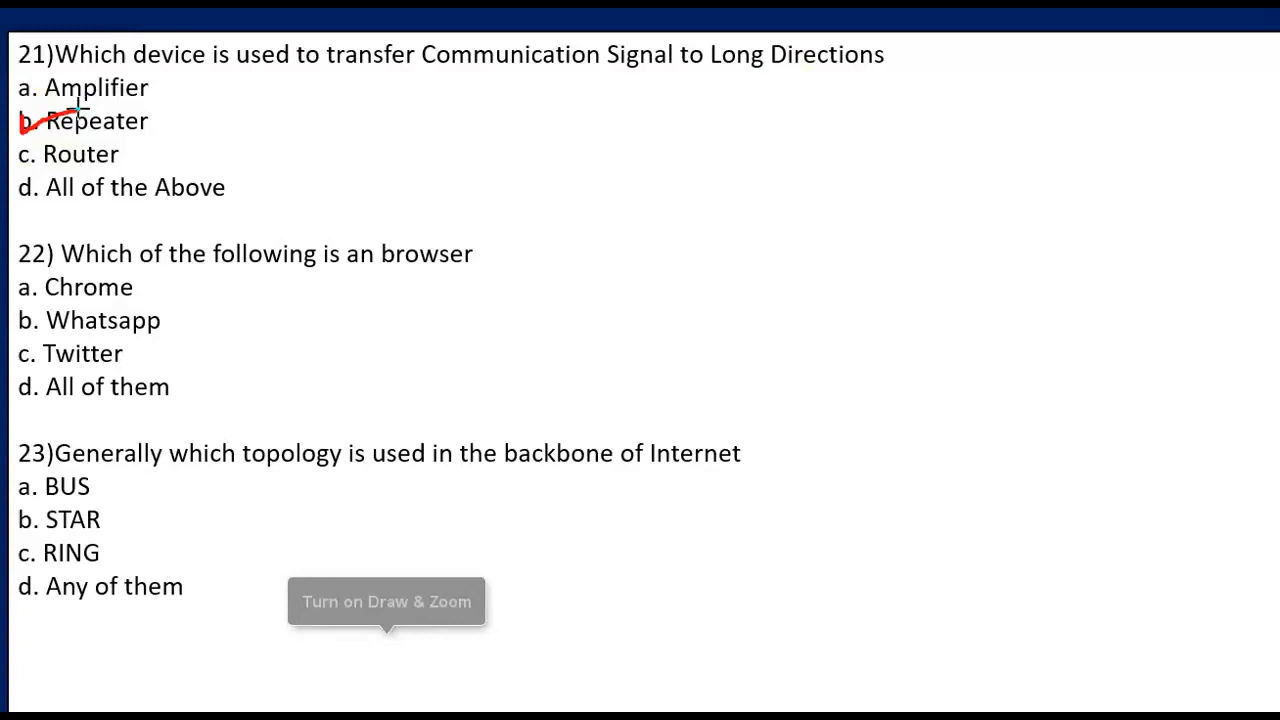 21)Which device is used to transfer Communication Signal to Long Directions
a. Amplifier
b. Repeater
c. Router
d. All of the Above
22) Which of the following is an browser
a. Chrome
b. Whatsapp
c. Twitter
d. All of them
23)Generally which topology is used in the backbone of Internet
a. BUS
b. STAR
c. RING
d. Any of them
Turn on Draw & Zoom